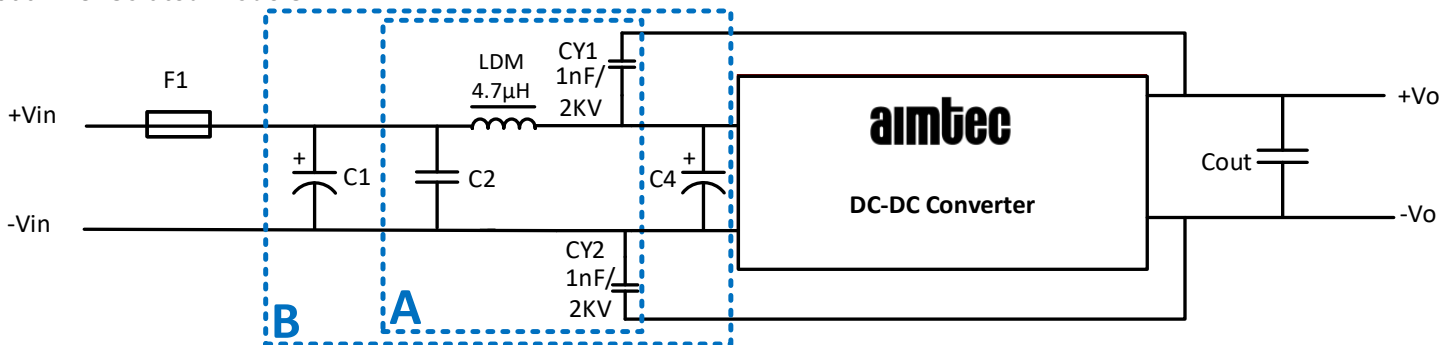 F1
+Vin
-Vin
+
C1
C2
LDM
4.7µH
CY1
1nF/
2KV
+
C4
CY2
1nF/
2KV
B
A
aimtec
DC-DC Converter
+Vo
Cout
-Vo